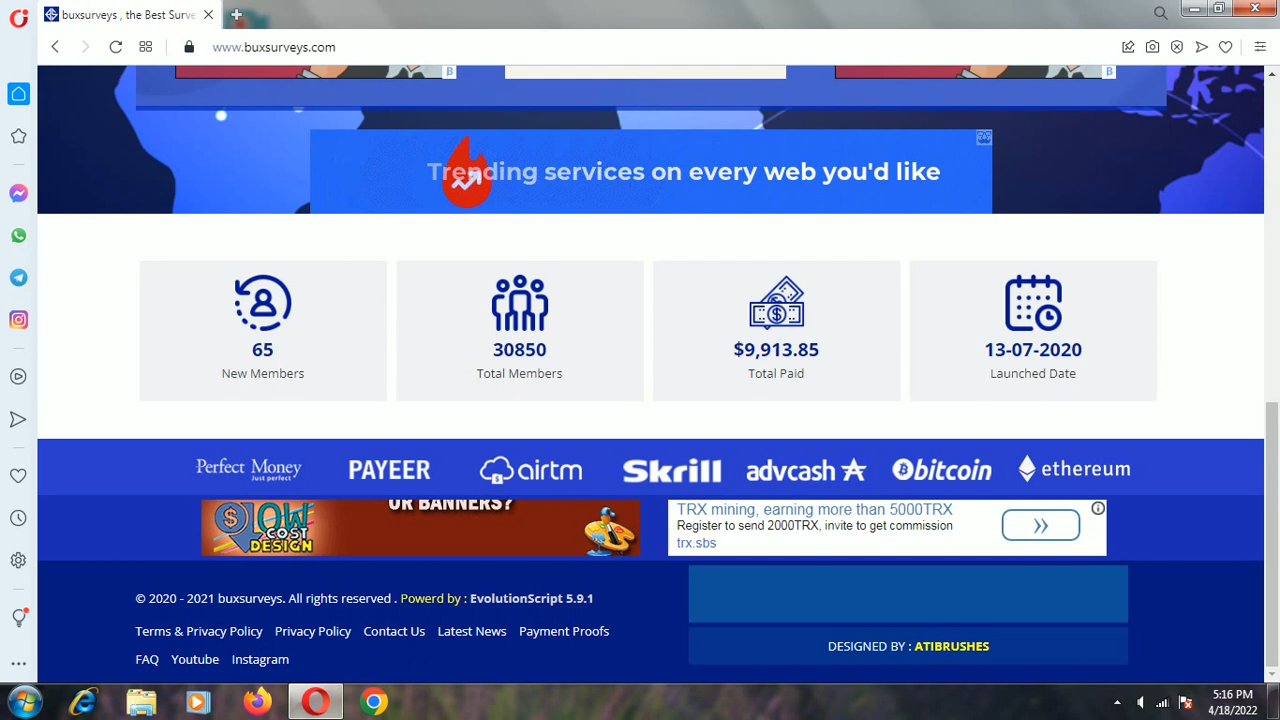 buxsurveys , the Best Surve
www.buxsurveys.com
Trending services on every web you'd like
65
New Members
30850
Total Members
$9,913.85
Total Paid
13-07-2020
Launched Date
Perfect Money
Just perfect
PAYEER
airtm
Skrill
advcash
bitcoin
ethereum
LOW
COST
DESIGN
OR BANNERS?
TRX mining, earning more than 5000TRX
Register to send 2000TRX, invite to get commission
trx.sbs
© 2020 - 2021 buxsurveys. All rights reserved . Powerd by : EvolutionScript 5.9.1
Terms & Privacy Policy Privacy Policy Contact Us Latest News Payment Proofs
FAQ Youtube Instagram
DESIGNED BY : ATIBRUSHES
5:16 PM
4/18/2022